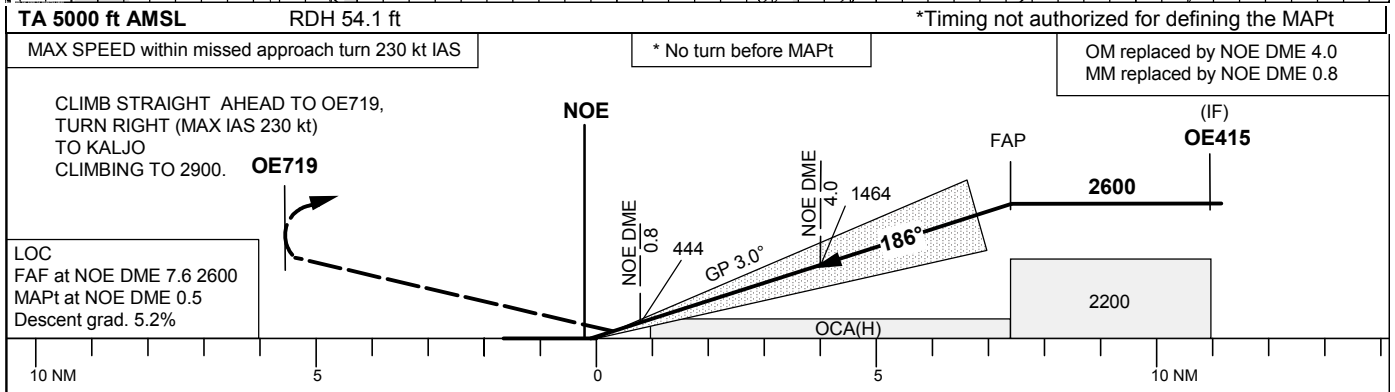 TA 5000 ft AMSL RDH 54.1 ft *Timing not authorized for defining the MAPt
MAX SPEED within missed approach turn 230 kt IAS
* No turn before MAPt
OM replaced by NOE DME 4.0
MM replaced by NOE DME 0.8
CLIMB STRAIGHT AHEAD TO OE719,
TURN RIGHT (MAX IAS 230 kt)
TO KALJO
CLIMBING TO 2900.
OE719
NOE
FAP
(IF)
OE415
2600
NOE DME
4.0
1464
186°
GP 3.0°
NOE DME
0.8
444
LOC
FAF at NOE DME 7.6 2600
MAPt at NOE DME 0.5
Descent grad. 5.2%
OCA(H)
2200
10 NM 5 0 5 10 NM